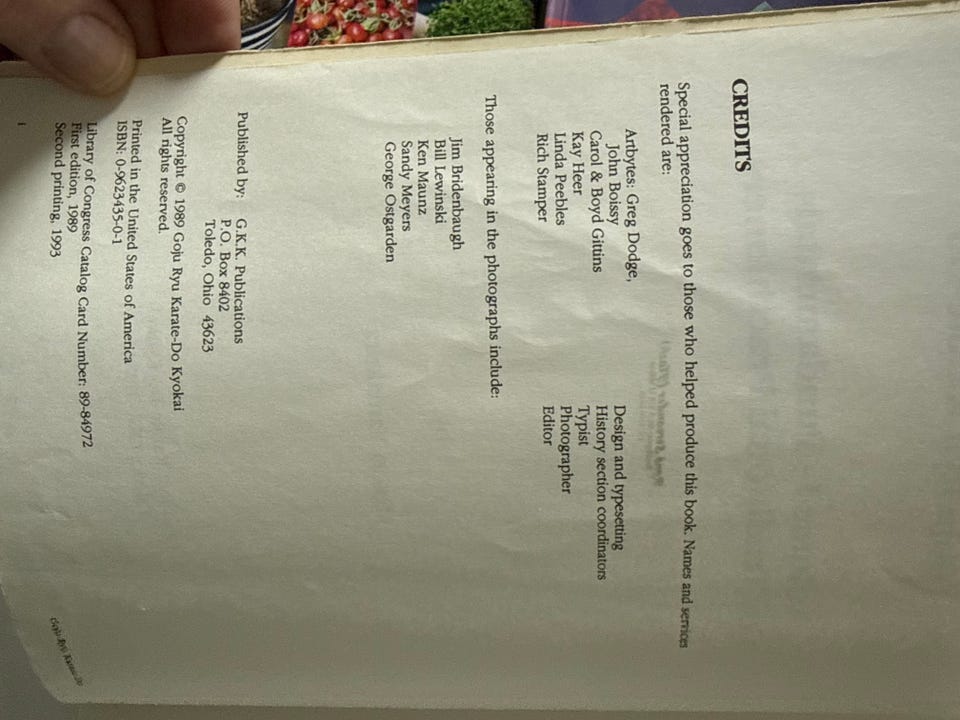 CREDITS
Special appreciation goes to those who helped produce this book. Names and services
rendered are:
Artbytes: Greg Dodge,
John Boissy
Design and typesetting
Carol & Boyd Gittins
History section coordinators
Kay Heer
Typist
Linda Peebles
Photographer
Rich Stamper
Editor
Those appearing in the photographs include:
Jim Bridenbaugh
Bill Lewinski
Ken Maunz
Sandy Meyers
George Ostgarden
Published by: G.K.K. Publications
P.O. Box 8402
Toledo, Ohio 43623
Copyright © 1989 Goju Ryu Karate-Do Kyokai
All rights reserved.
Printed in the United States of America
ISBN: 0-9623435-0-1
Library of Congress Catalog Card Number: 89-84972
First edition, 1989
Second printing, 1993
i